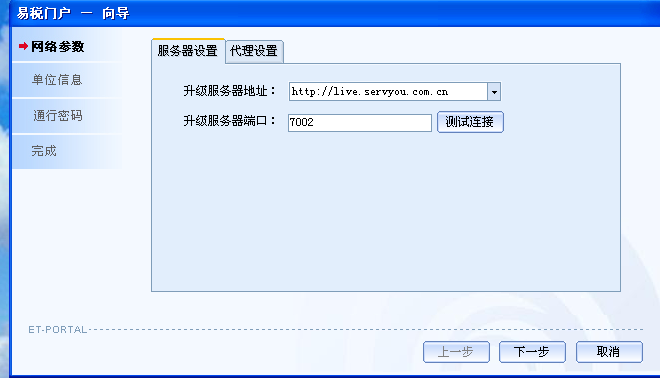 易税门户 — 向导
网络参数
单位信息
通行密码
完成
服务器设置 代理设置
升级服务器地址： http://live.servyou.com.cn
升级服务器端口： 7002 测试连接
ET-PORTAL
上一步 下一步 取消